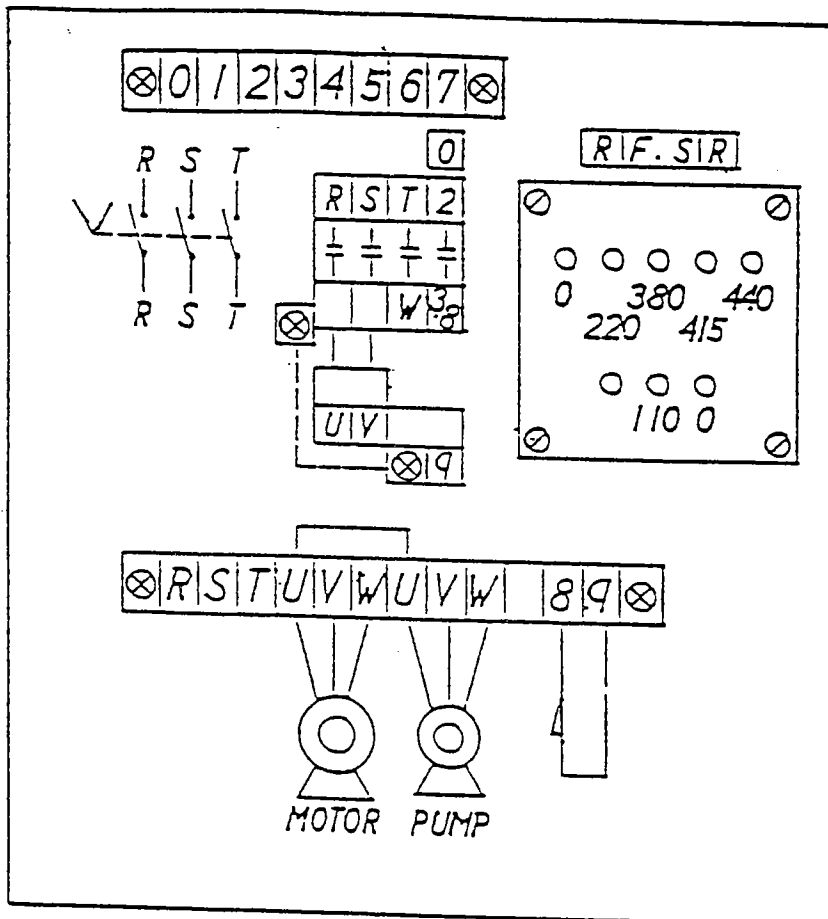 0 1 2 3 4 5 6 7
0
R F. S R
R S T
R S T 2
0 380 440
R S T
W 3.8
220 415
110 0
U V
9
R S T U V W U V W 8 9
MOTOR PUMP